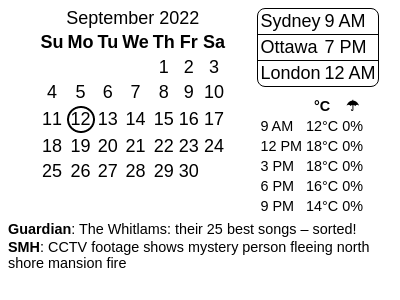 September 2022
Su Mo Tu We Th Fr Sa
1 2 3
4 5 6 7 8 9 10
11 12 13 14 15 16 17
18 19 20 21 22 23 24
25 26 27 28 29 30
Sydney 9 AM
Ottawa 7 PM
London 12 AM
°C ☂
9 AM 12°C 0%
12 PM 18°C 0%
3 PM 18°C 0%
6 PM 16°C 0%
9 PM 14°C 0%
Guardian: The Whitlams: their 25 best songs – sorted!
SMH: CCTV footage shows mystery person fleeing north
shore mansion fire